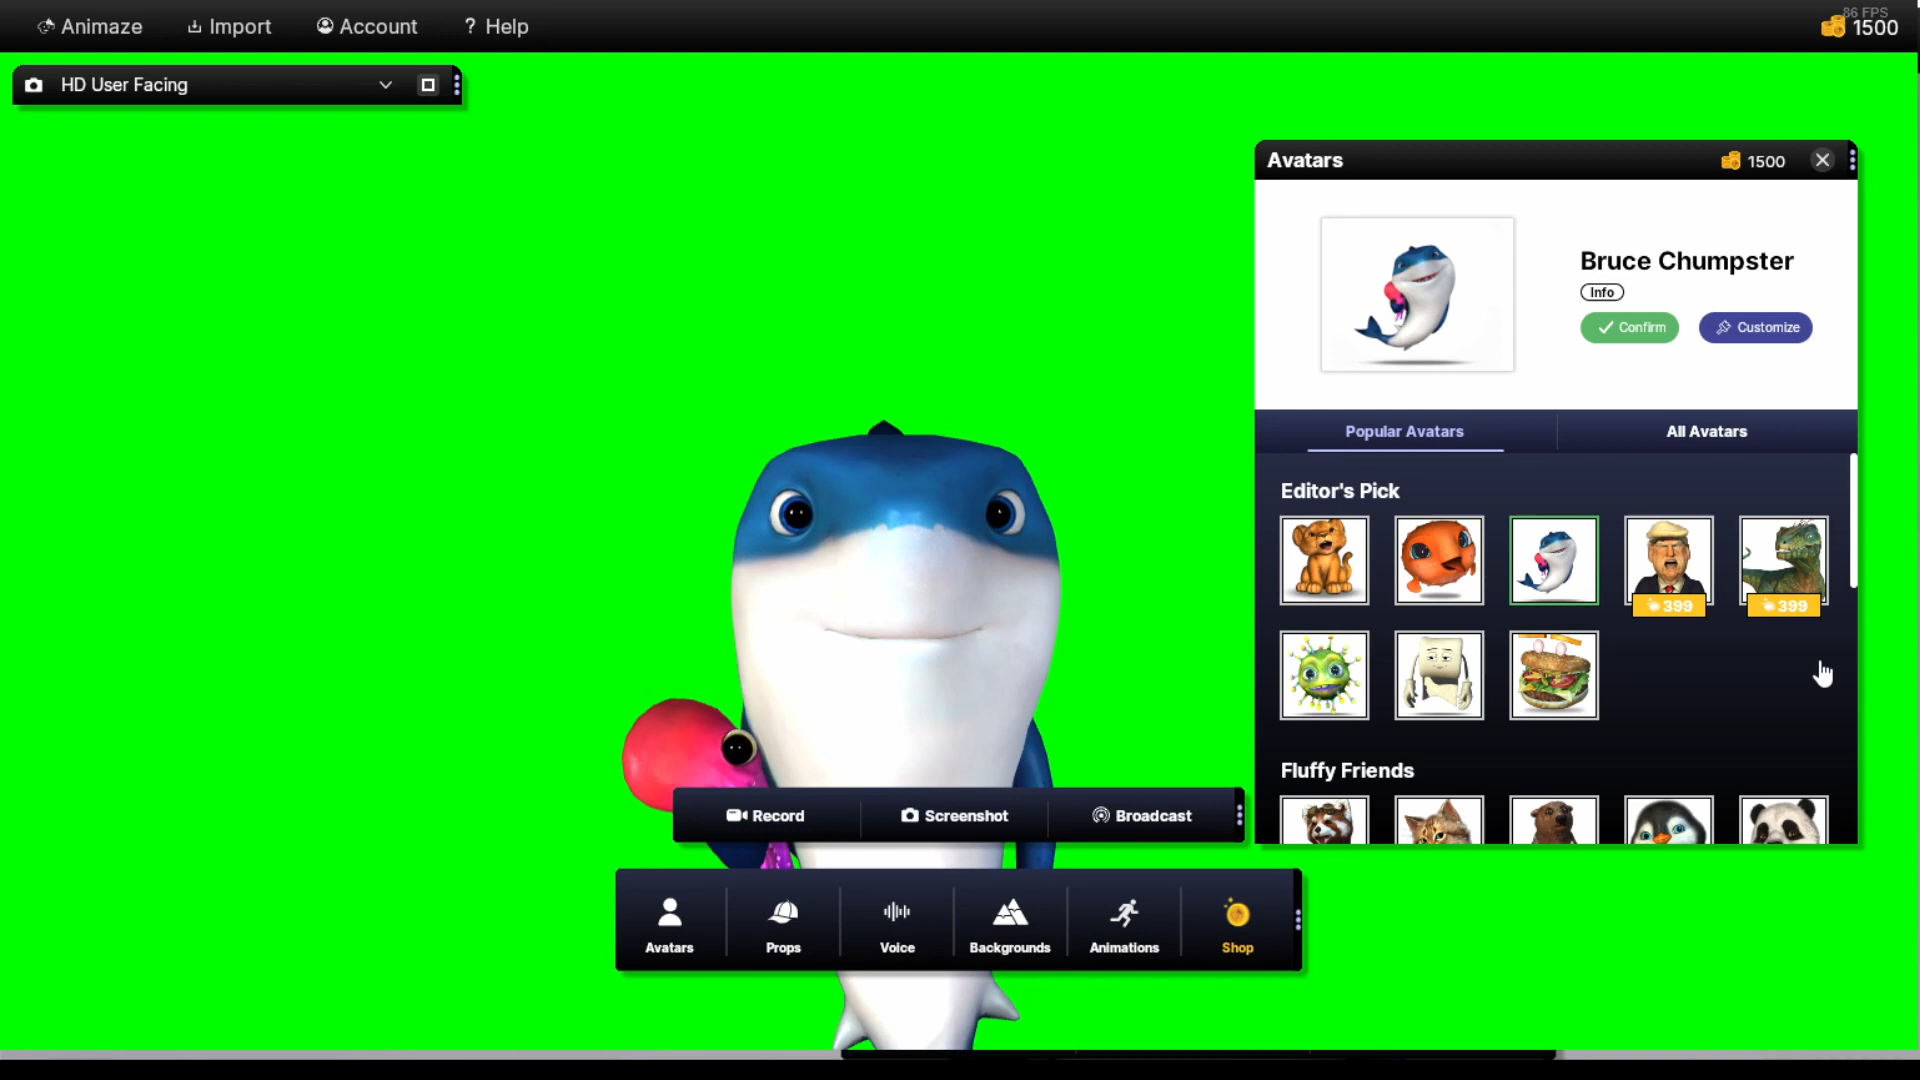 Animaze
Import
Account
? Help
86 FPS
1500
HD User Facing
Avatars
1500
Bruce Chumpster
Info
Confirm
Customize
Popular Avatars
All Avatars
Editor's Pick
399
399
Fluffy Friends
Record
Screenshot
Broadcast
Avatars
Props
Voice
Backgrounds
Animations
Shop